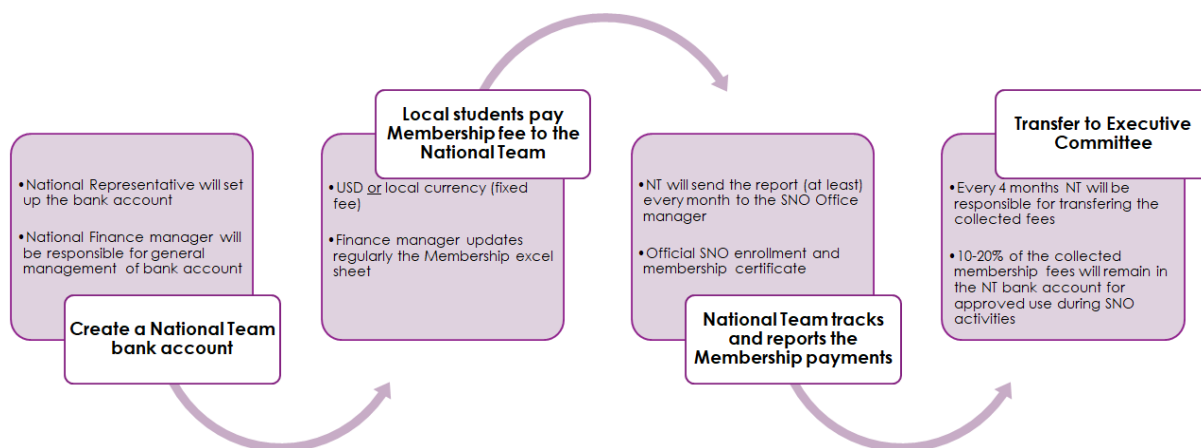 •National Representative will set
up the bank account
•National Finance manager will
be responsible for general
management of bank account
Create a National Team
bank account
Local students pay
Membership fee to the
National Team
•USD or local currency (fixed
fee)
•Finance manager updates
regularly the Membership excel
sheet
•NT will send the report (at least)
every month to the SNO Office
manager
•Official SNO enrollment and
membership certificate
National Team tracks
and reports the
Membership payments
Transfer to Executive
Committee
•Every 4 months NT will be
responsible for transfering the
collected fees
•10-20% of the collected
membership fees will remain in
the NT bank account for
approved use during SNO
activities